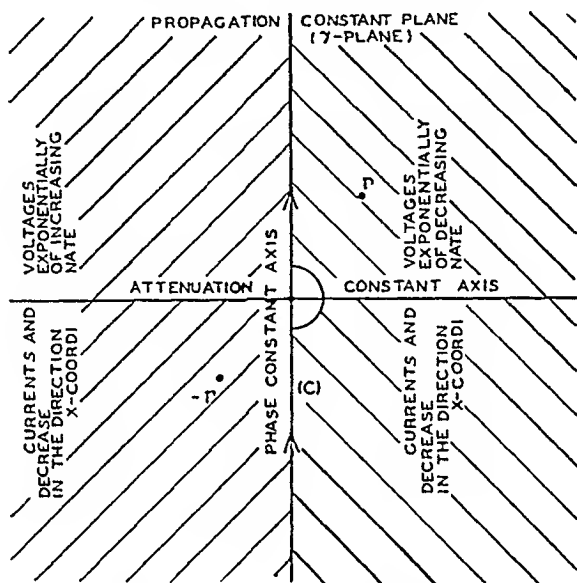 PROPAGATION CONSTANT PLANE
(γ-PLANE)
CURRENTS AND VOLTAGES
DECREASE EXPONENTIALLY
IN THE DIRECTION OF INCREASING
X-COORDI NATE
CURRENTS AND VOLTAGES
DECREASE EXPONENTIALLY
IN THE DIRECTION OF DECREASING
X-COORDI NATE
Γ
ATTENUATION CONSTANT AXIS
PHASE CONSTANT AXIS
-Γ
(C)